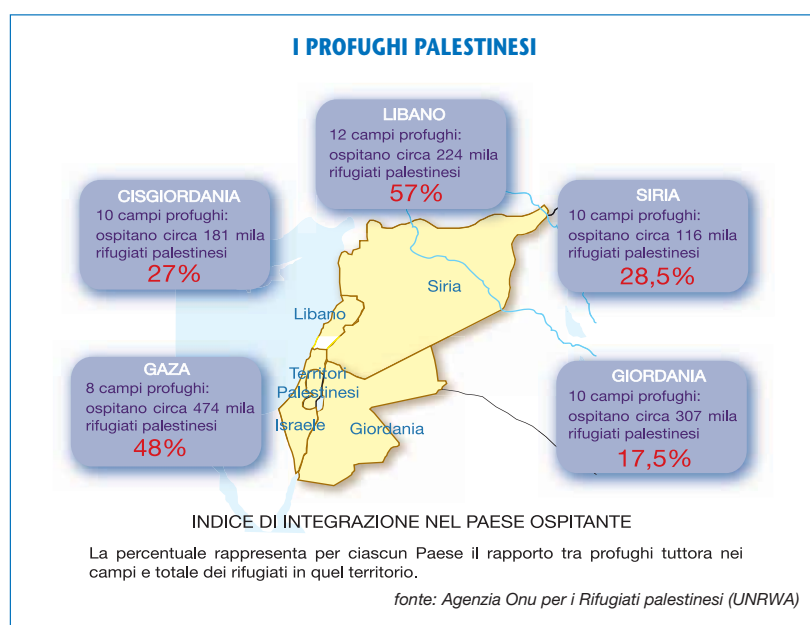 I PROFUGHI PALESTINESI
LIBANO
12 campi profughi:
ospitano circa 224 mila
rifugiati palestinesi
57%
CISGIORDANIA
10 campi profughi:
ospitano circa 181 mila
rifugiati palestinesi
27%
SIRIA
10 campi profughi:
ospitano circa 116 mila
rifugiati palestinesi
28,5%
Siria
Libano
GAZA
8 campi profughi:
ospitano circa 474 mila
rifugiati palestinesi
48%
Territori
Palestinesi
Israele
Giordania
GIORDANIA
10 campi profughi:
ospitano circa 307 mila
rifugiati palestinesi
17,5%
INDICE DI INTEGRAZIONE NEL PAESE OSPITANTE
La percentuale rappresenta per ciascun Paese il rapporto tra profughi tuttora nei
campi e totale dei rifugiati in quel territorio.
fonte: Agenzia Onu per i Rifugiati palestinesi (UNRWA)